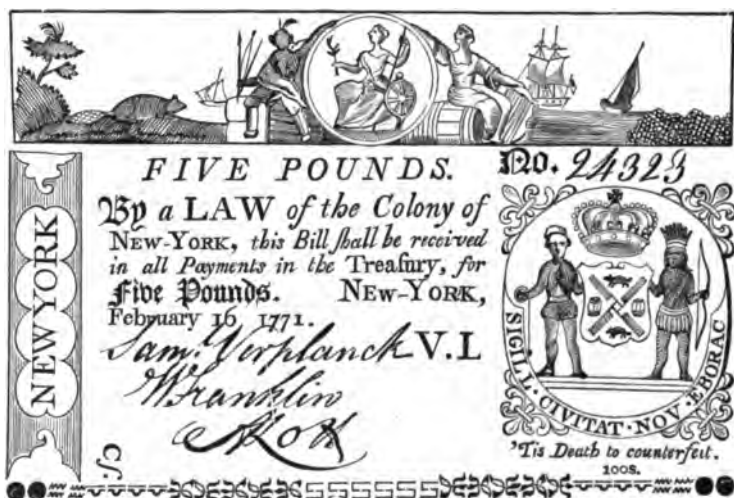 FIVE POUNDS.
No. 24323
By a LAW of the Colony of
NEW-YORK, this Bill ſhall be received
in all Payments in the Treaſury, for
Five Pounds. NEW-YORK,
February 16, 1771.
Saml. Verplanck V.L
W Franklin
NEW YORK
SIGILL · CIVITAT · NOV · EBORAC
'Tis Death to counterfeit.
100s.